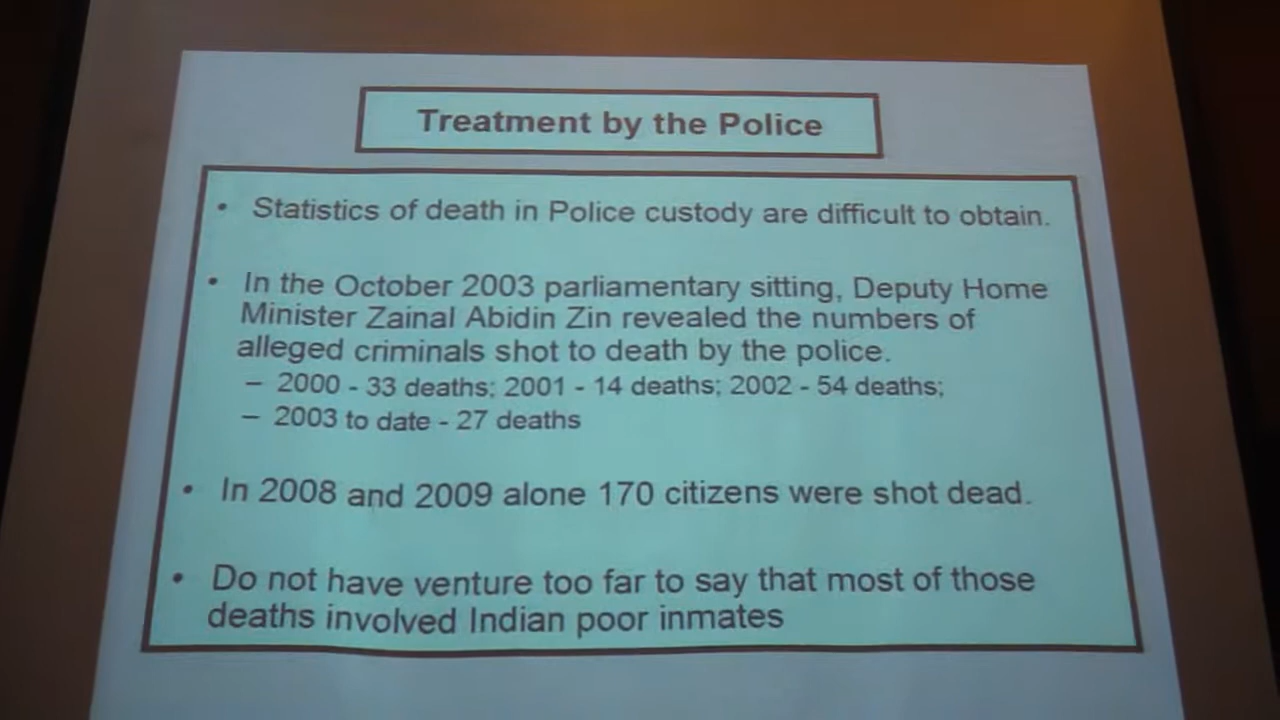 Treatment by the Police
• Statistics of death in Police custody are difficult to obtain.
• In the October 2003 parliamentary sitting, Deputy Home
Minister Zainal Abidin Zin revealed the numbers of
alleged criminals shot to death by the police.
– 2000 - 33 deaths; 2001 - 14 deaths; 2002 - 54 deaths;
– 2003 to date - 27 deaths
• In 2008 and 2009 alone 170 citizens were shot dead.
• Do not have venture too far to say that most of those
deaths involved Indian poor inmates